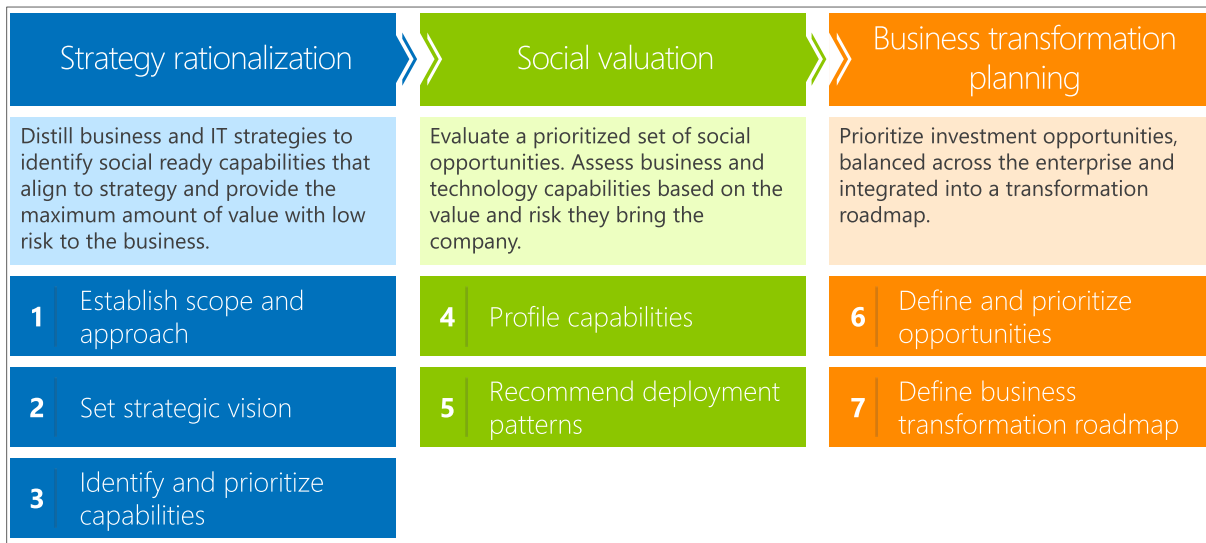 Strategy rationalization
Distill business and IT strategies to
identify social ready capabilities that
align to strategy and provide the
maximum amount of value with low
risk to the business.
1
Establish scope and
approach
2
Set strategic vision
3
Identify and prioritize
capabilities
Social valuation
Evaluate a prioritized set of social
opportunities. Assess business and
technology capabilities based on the
value and risk they bring the
company.
4
Profile capabilities
5
Recommend deployment
patterns
Business transformation
planning
Prioritize investment opportunities,
balanced across the enterprise and
integrated into a transformation
roadmap.
6
Define and prioritize
opportunities
7
Define business
transformation roadmap